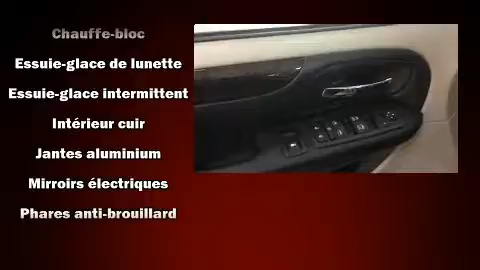 Chauffe-bloc
Essuie-glace de lunette
Essuie-glace intermittent
Intérieur cuir
Jantes aluminium
Mirroirs électriques
Phares anti-brouillard